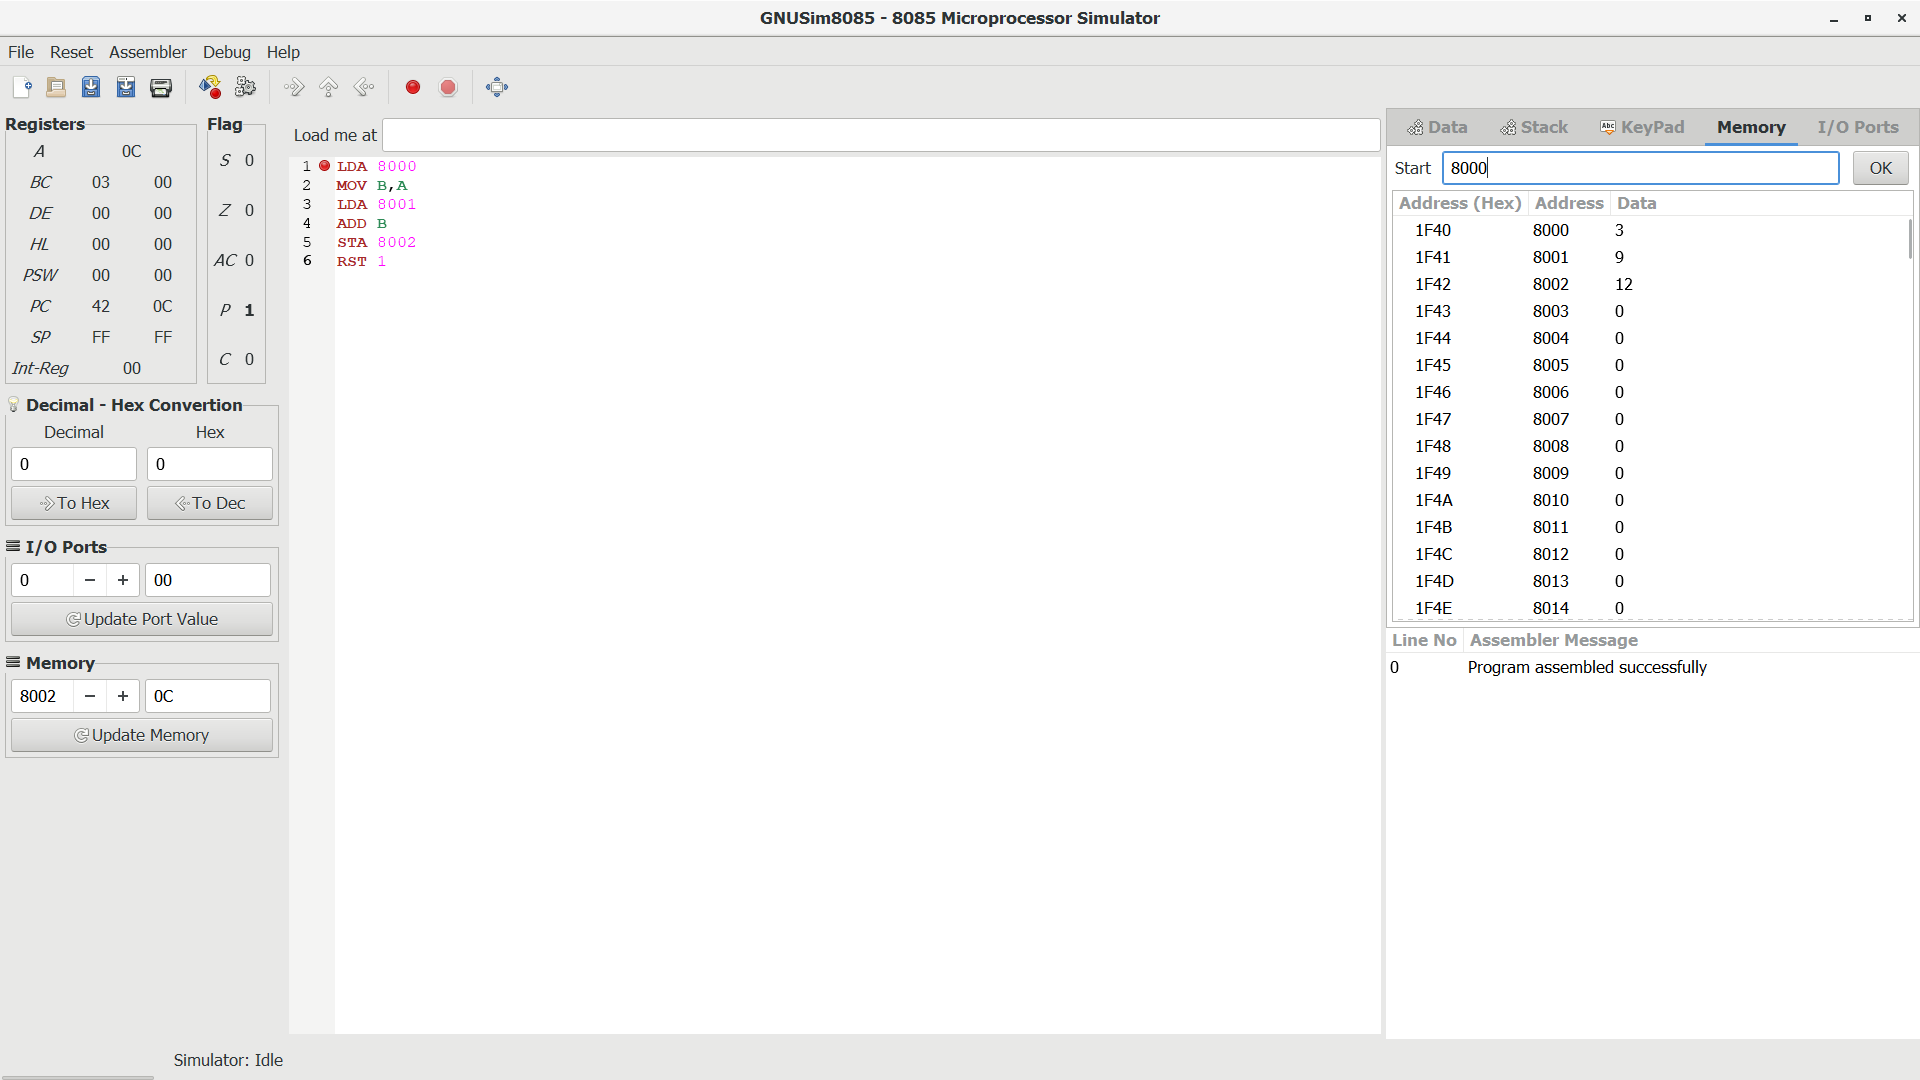 GNUSim8085 - 8085 Microprocessor Simulator
File Reset Assembler Debug Help
Registers
A 0C
BC 03 00
DE 00 00
HL 00 00
PSW 00 00
PC 42 0C
SP FF FF
Int-Reg 00
Flag
S 0
Z 0
AC 0
P 1
C 0
Decimal - Hex Convertion
Decimal Hex
0 0
To Hex To Dec
I/O Ports
0 − + 00
Update Port Value
Memory
8002 − + 0C
Update Memory
Load me at
1 LDA 8000
2 MOV B,A
3 LDA 8001
4 ADD B
5 STA 8002
6 RST 1
Data Stack Abc KeyPad Memory I/O Ports
Start 8000 OK
Address (Hex) Address Data
1F40 8000 3
1F41 8001 9
1F42 8002 12
1F43 8003 0
1F44 8004 0
1F45 8005 0
1F46 8006 0
1F47 8007 0
1F48 8008 0
1F49 8009 0
1F4A 8010 0
1F4B 8011 0
1F4C 8012 0
1F4D 8013 0
1F4E 8014 0
Line No Assembler Message
0 Program assembled successfully
Simulator: Idle